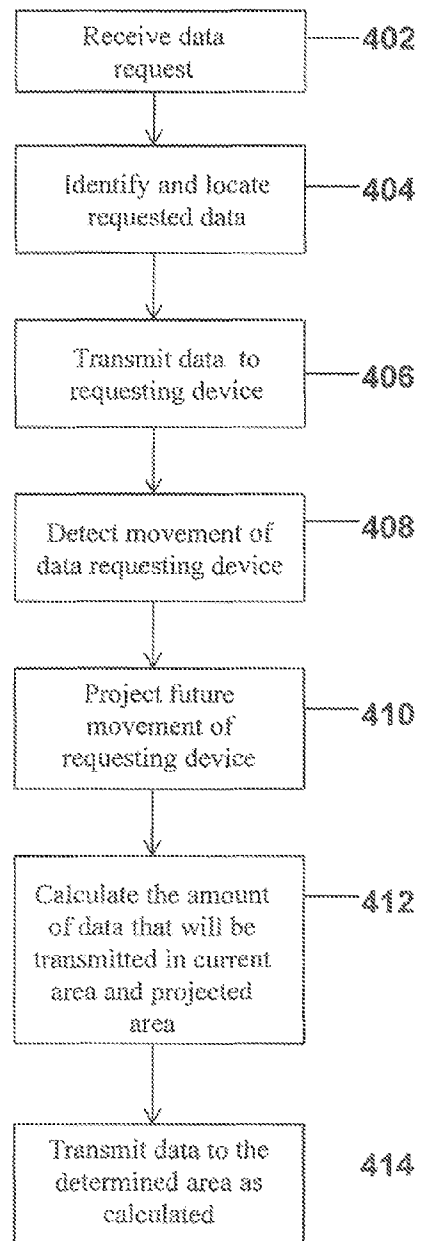 Receive data
request
402
Identify and locate
requested data
404
Transmit data to
requesting device
406
Detect movement of
data requesting device
408
Project future
movement of
requesting device
410
Calculate the amount
of data that will be
transmitted in current
area and projected
area
412
Transmit data to the
determined area as
calculated
414